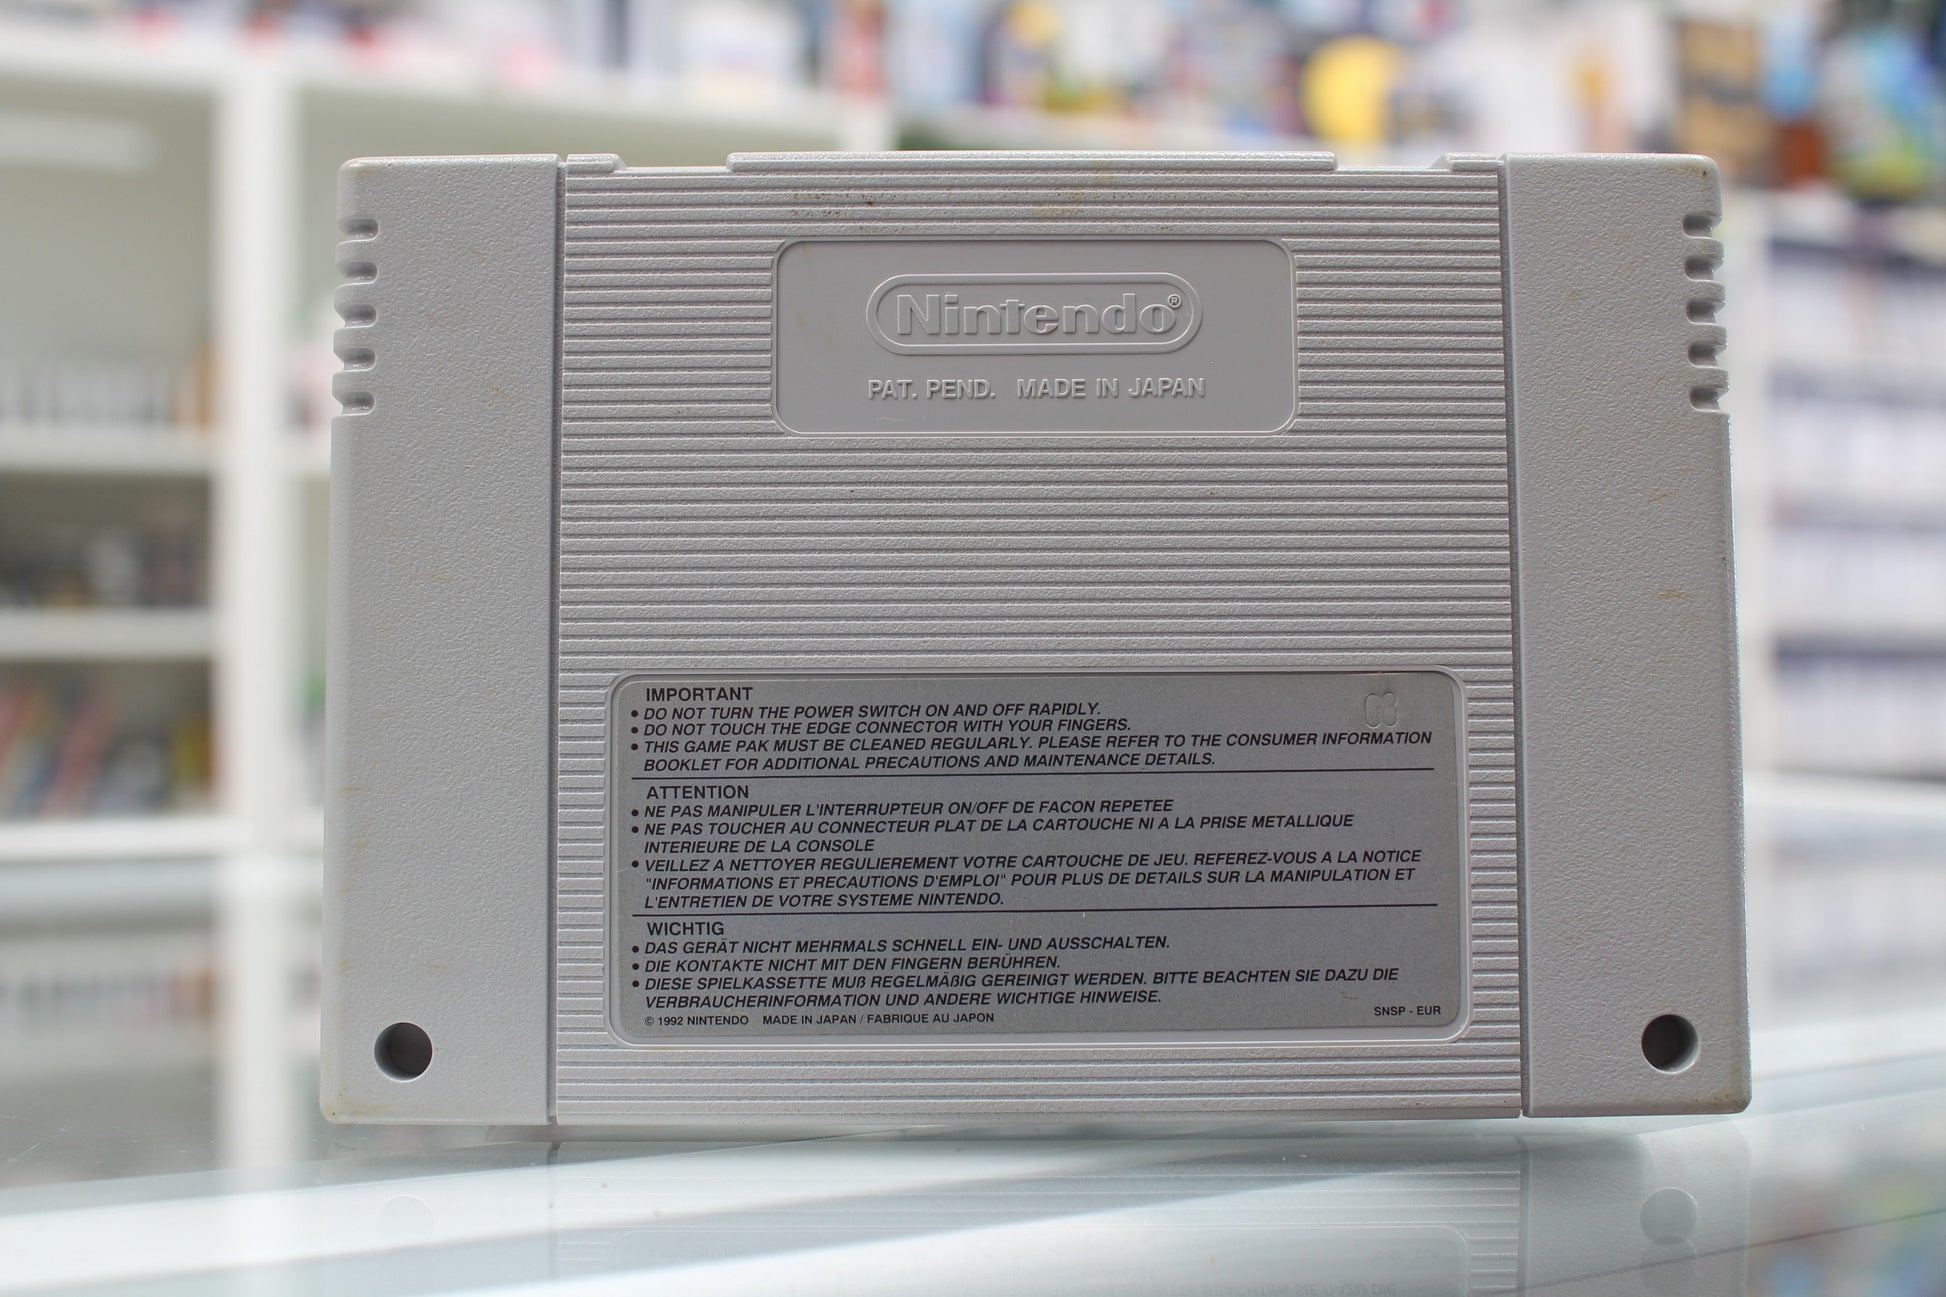 Nintendo®
PAT. PEND. MADE IN JAPAN
03
IMPORTANT
• DO NOT TURN THE POWER SWITCH ON AND OFF RAPIDLY.
• DO NOT TOUCH THE EDGE CONNECTOR WITH YOUR FINGERS.
• THIS GAME PAK MUST BE CLEANED REGULARLY. PLEASE REFER TO THE CONSUMER INFORMATION
BOOKLET FOR ADDITIONAL PRECAUTIONS AND MAINTENANCE DETAILS.
ATTENTION
• NE PAS MANIPULER L'INTERRUPTEUR ON/OFF DE FACON REPETEE
• NE PAS TOUCHER AU CONNECTEUR PLAT DE LA CARTOUCHE NI A LA PRISE METALLIQUE
INTERIEURE DE LA CONSOLE
• VEILLEZ A NETTOYER REGULIEREMENT VOTRE CARTOUCHE DE JEU. REFEREZ-VOUS A LA NOTICE
"INFORMATIONS ET PRECAUTIONS D'EMPLOI" POUR PLUS DE DETAILS SUR LA MANIPULATION ET
L'ENTRETIEN DE VOTRE SYSTEME NINTENDO.
WICHTIG
• DAS GERÄT NICHT MEHRMALS SCHNELL EIN- UND AUSSCHALTEN.
• DIE KONTAKTE NICHT MIT DEN FINGERN BERÜHREN.
• DIESE SPIELKASSETTE MUß REGELMÄßIG GEREINIGT WERDEN. BITTE BEACHTEN SIE DAZU DIE
VERBRAUCHERINFORMATION UND ANDERE WICHTIGE HINWEISE.
© 1992 NINTENDO MADE IN JAPAN / FABRIQUE AU JAPON
SNSP - EUR